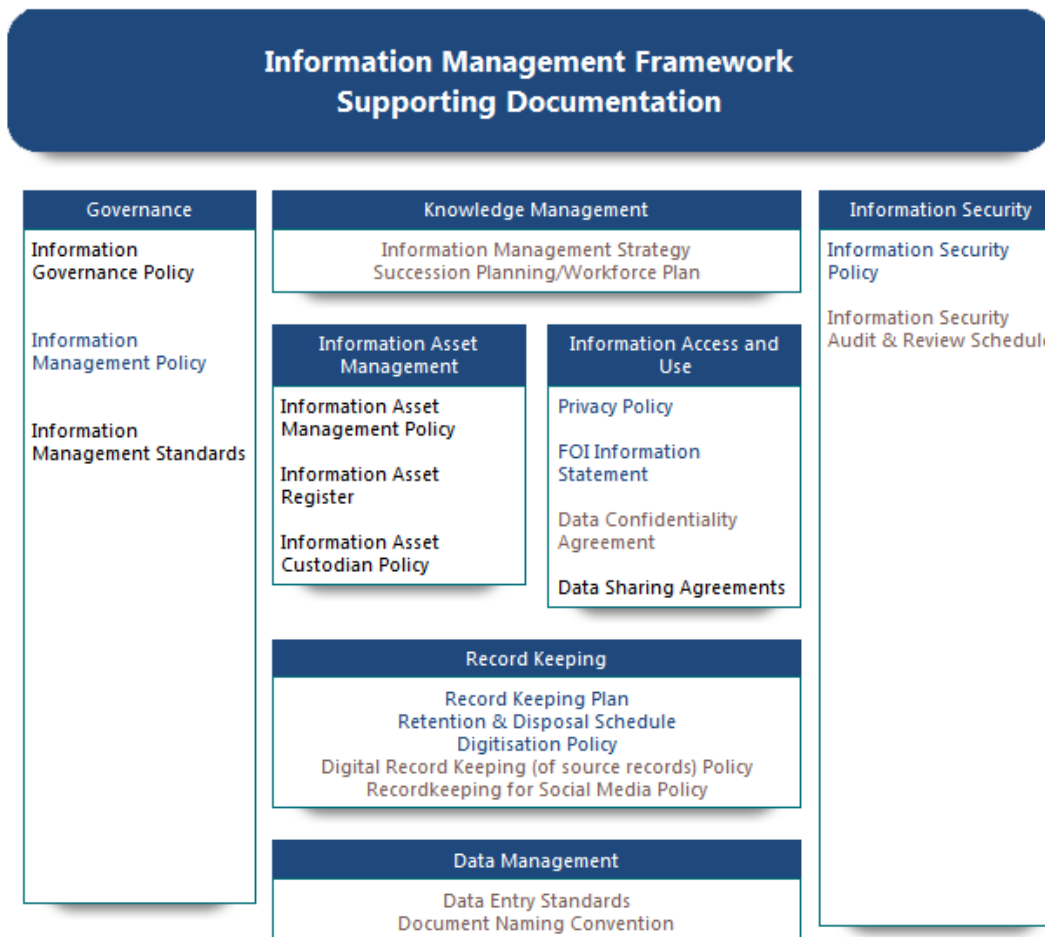 Information Management Framework
Supporting Documentation
Governance
Information
Governance Policy
Information
Management Policy
Information
Management Standards
Knowledge Management
Information Management Strategy
Succession Planning/Workforce Plan
Information Asset
Management
Information Asset
Management Policy
Information Asset
Register
Information Asset
Custodian Policy
Information Access and
Use
Privacy Policy
FOI Information
Statement
Data Confidentiality
Agreement
Data Sharing Agreements
Record Keeping
Record Keeping Plan
Retention & Disposal Schedule
Digitisation Policy
Digital Record Keeping (of source records) Policy
Recordkeeping for Social Media Policy
Data Management
Data Entry Standards
Document Naming Convention
Information Security
Information Security
Policy
Information Security
Audit & Review Schedule